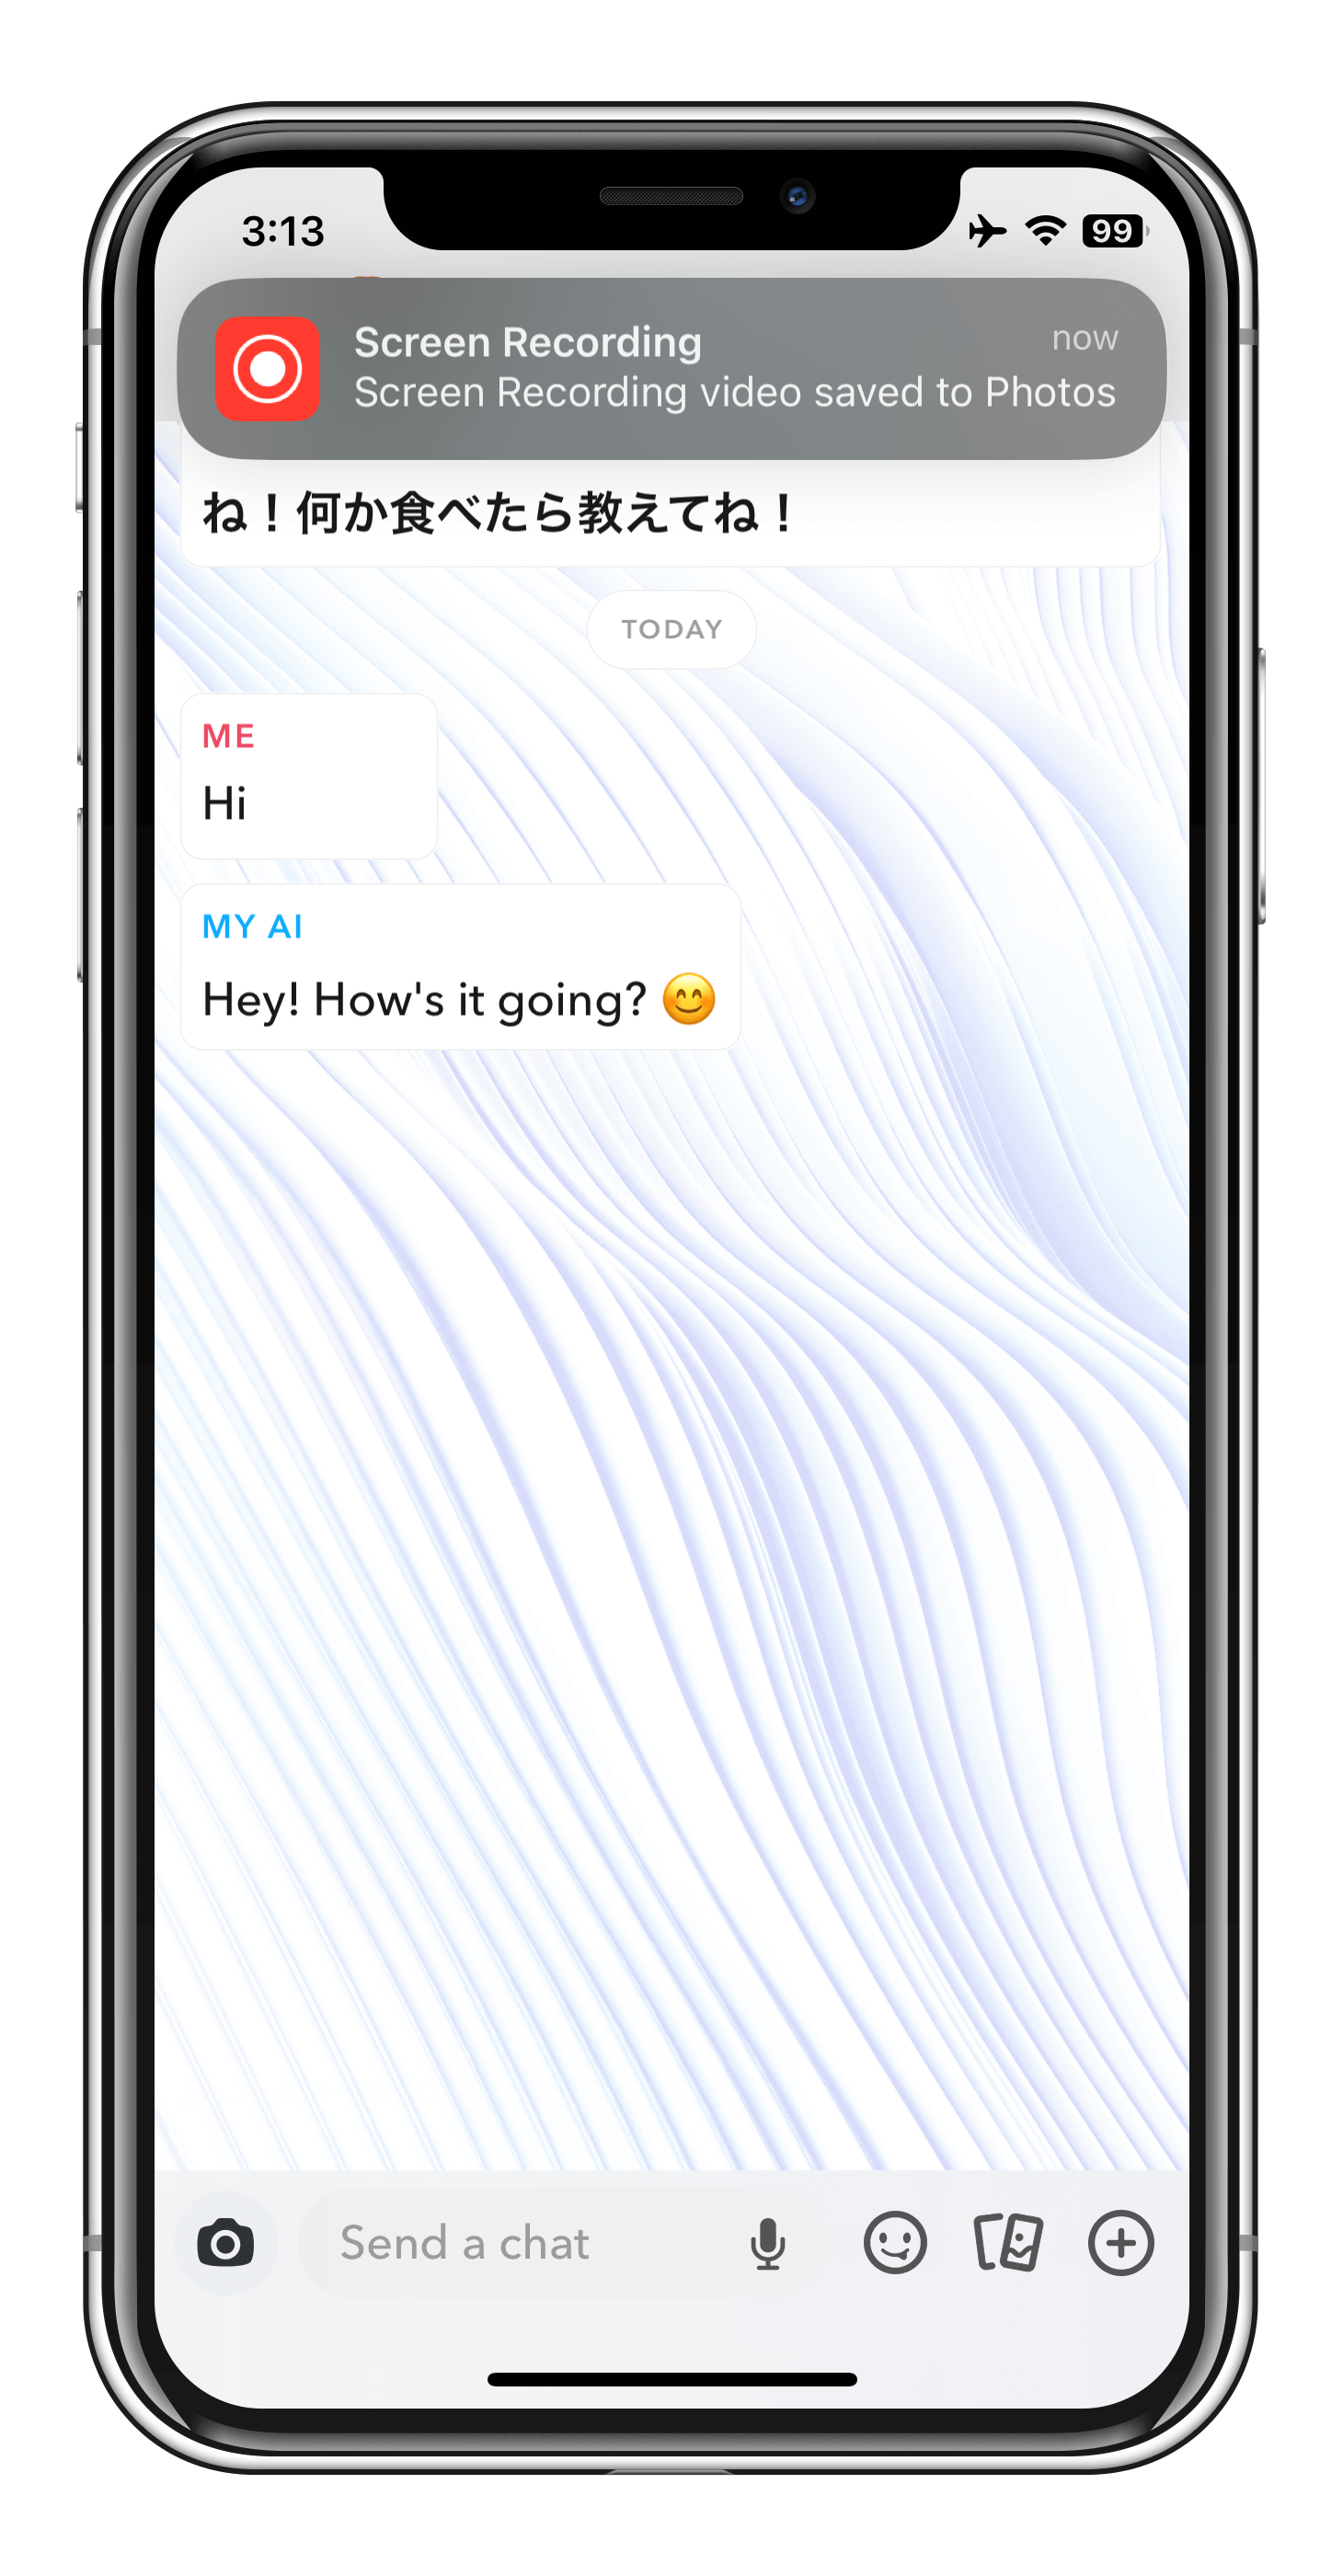 3:13
99
Screen Recording
now
Screen Recording video saved to Photos
ね！何か食べたら教えてね！
TODAY
ME
Hi
MY AI
Hey! How's it going? 😊
Send a chat